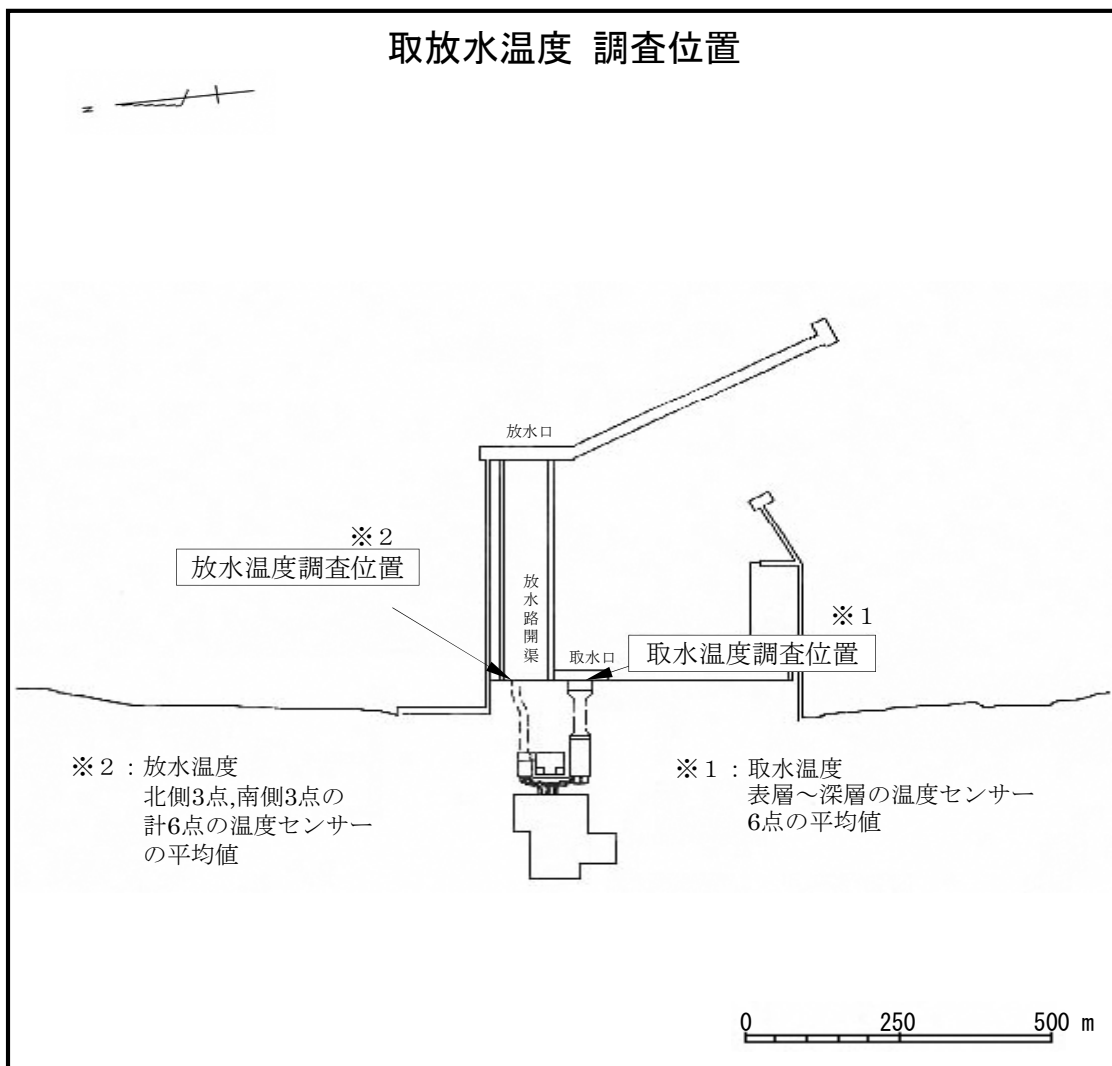 取放水温度 調査位置
N
放水口
※2
放水温度調査位置
放水路開渠
※1
取水口
取水温度調査位置
※2:放水温度
北側3点,南側3点の
計6点の温度センサー
の平均値
※1:取水温度
表層~深層の温度センサー
6点の平均値
0 250 500 m